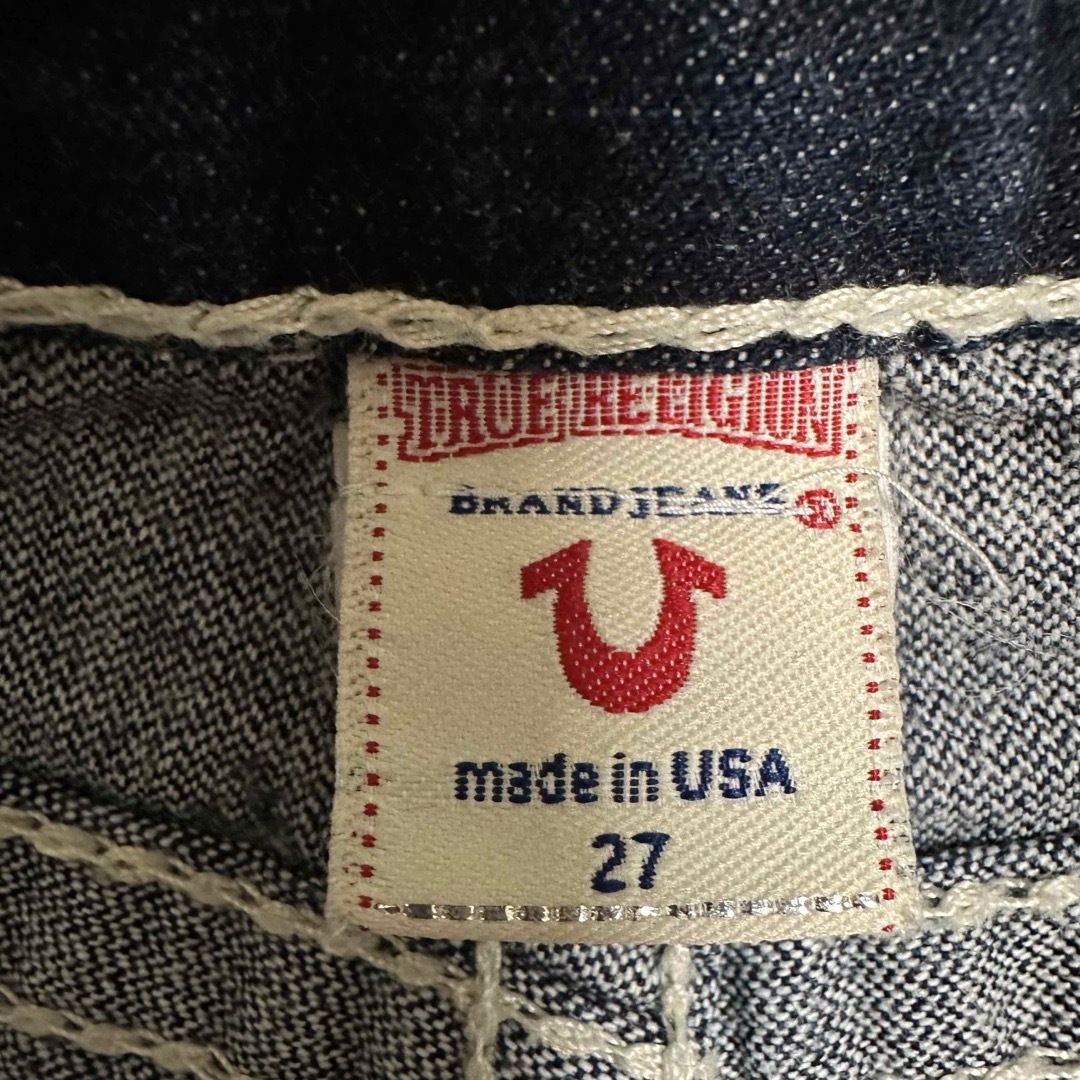 TRUE RELIGION
BRAND JEANS ®
made in USA
27